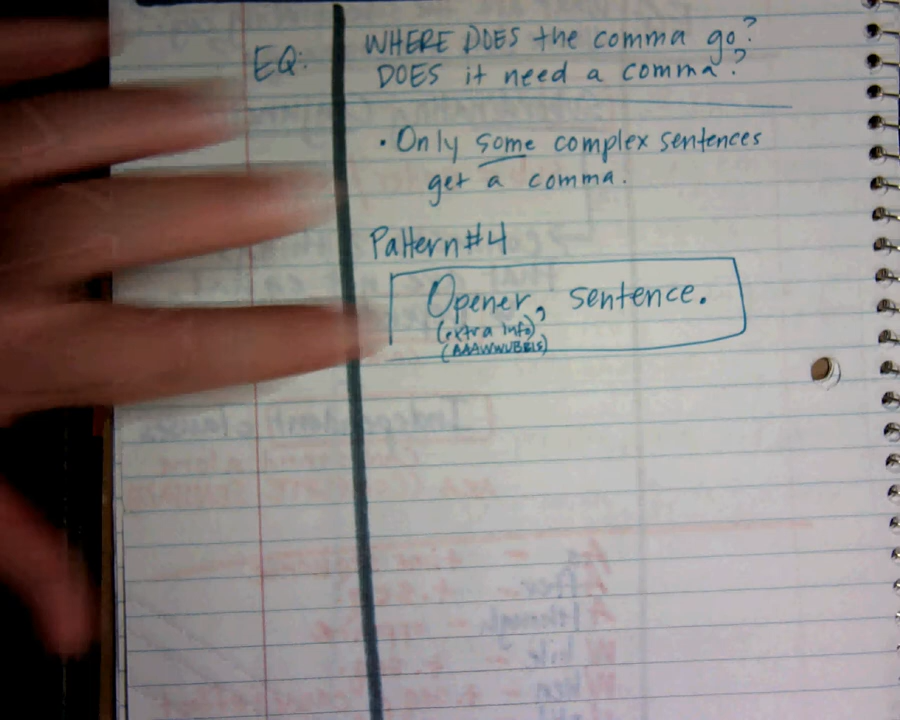 EQ:
WHERE DOES the comma go?
DOES it need a comma?
• Only some complex sentences
get a comma.
Pattern #4
Opener, sentence.
(extra info)
(AAAWWUBBIS)